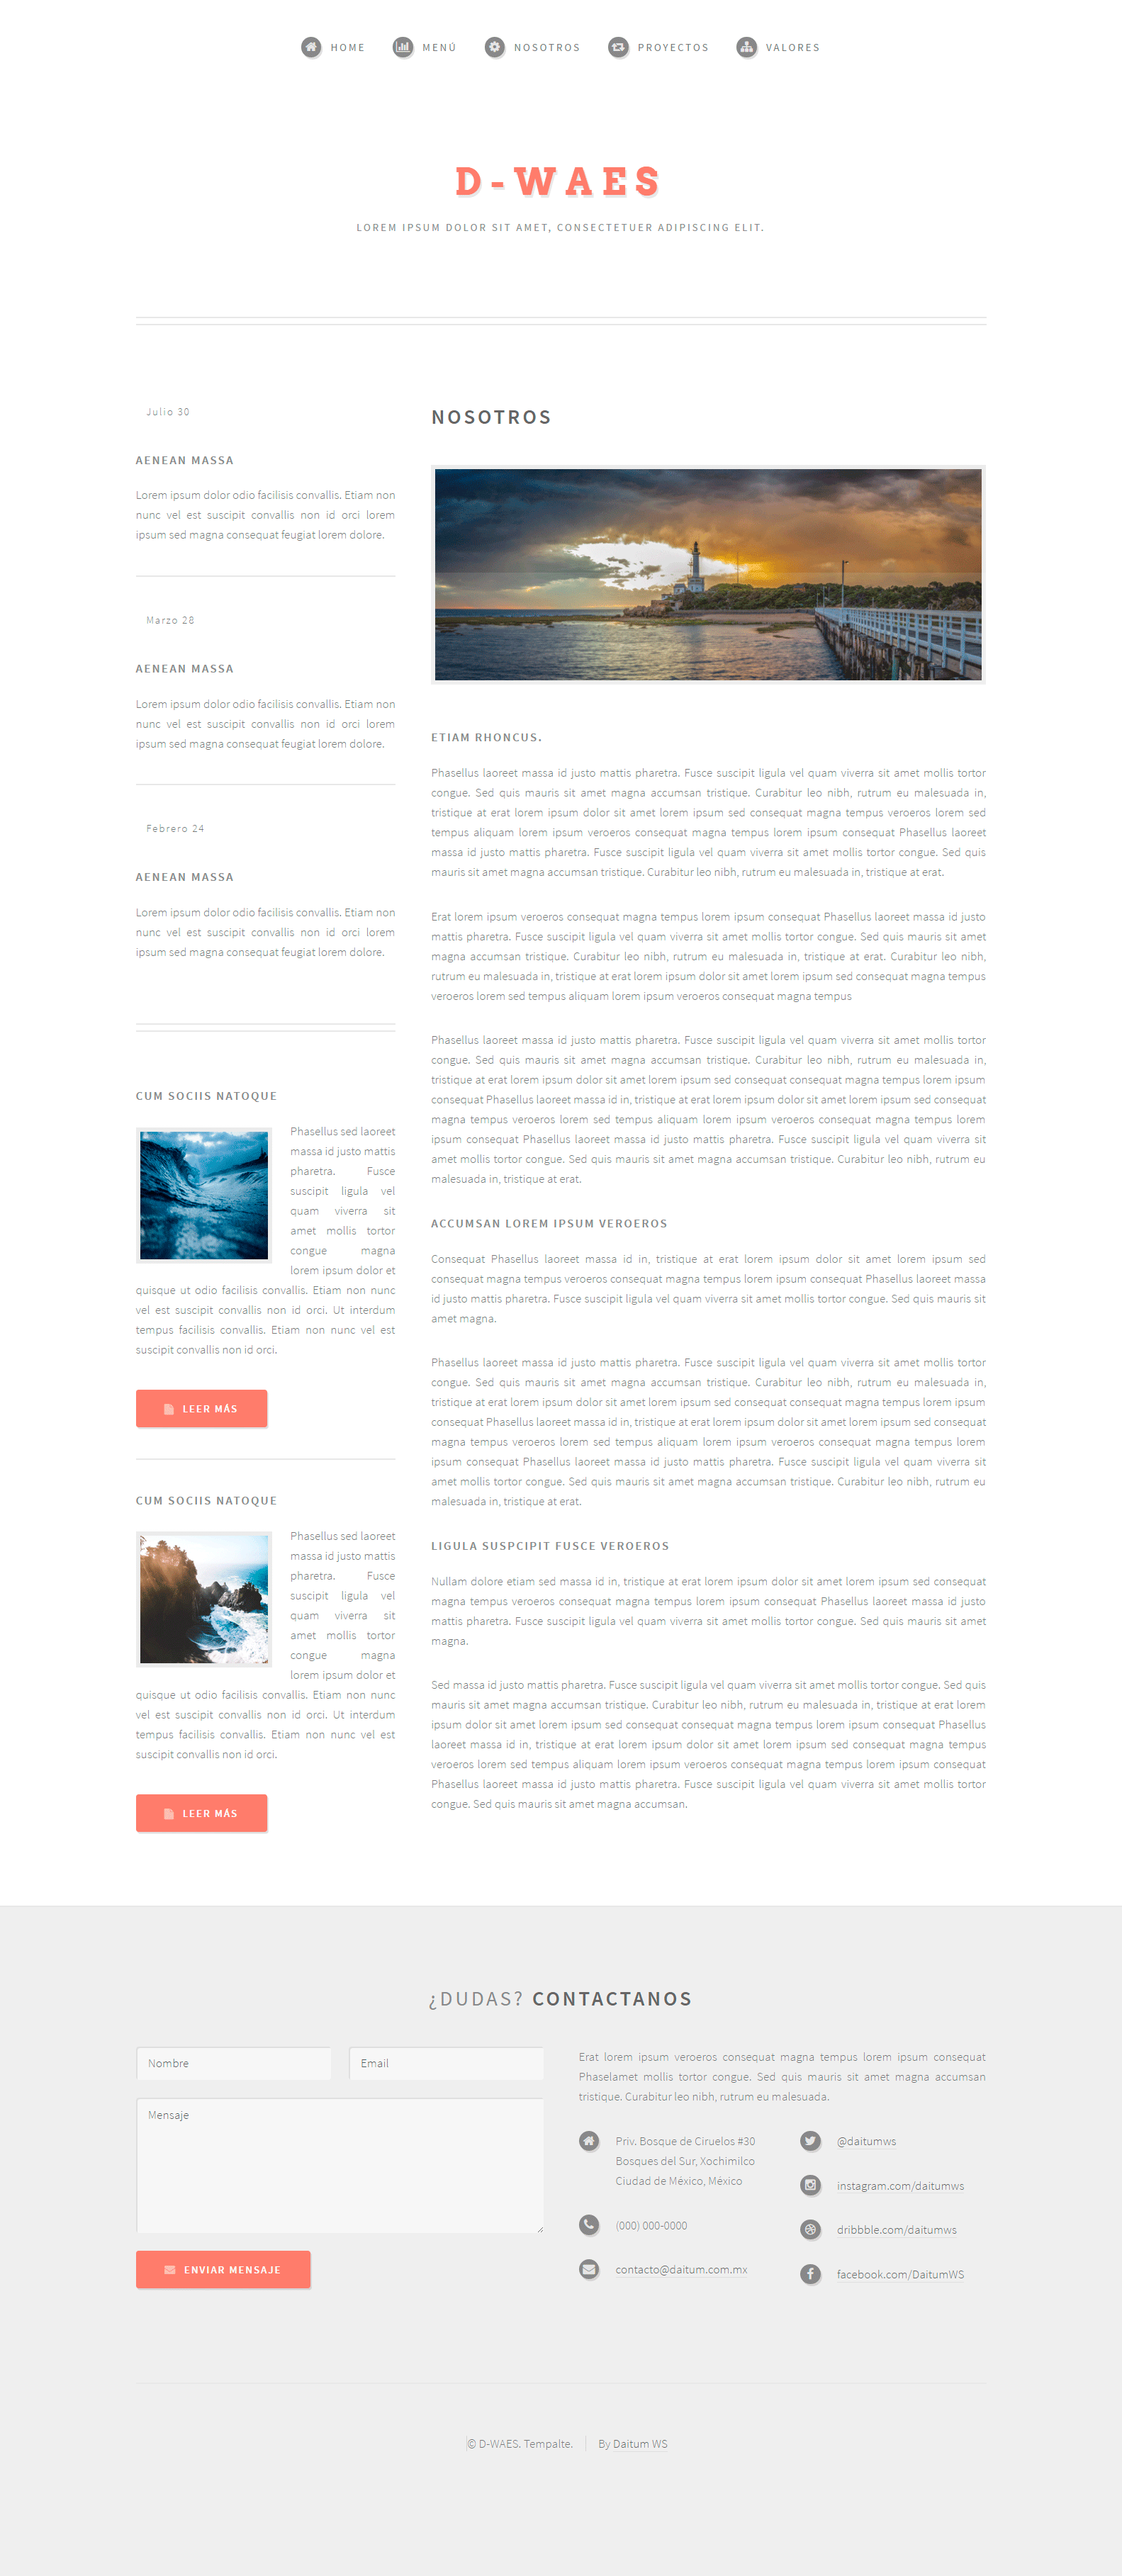 HOME
MENÚ
NOSOTROS
PROYECTOS
VALORES
D-WAES
LOREM IPSUM DOLOR SIT AMET, CONSECTETUER ADIPISCING ELIT.
Julio 30
AENEAN MASSA
Lorem ipsum dolor odio facilisis convallis. Etiam non
nunc vel est suscipit convallis non id orci lorem
ipsum sed magna consequat feugiat lorem dolore.
Marzo 28
AENEAN MASSA
Lorem ipsum dolor odio facilisis convallis. Etiam non
nunc vel est suscipit convallis non id orci lorem
ipsum sed magna consequat feugiat lorem dolore.
Febrero 24
AENEAN MASSA
Lorem ipsum dolor odio facilisis convallis. Etiam non
nunc vel est suscipit convallis non id orci lorem
ipsum sed magna consequat feugiat lorem dolore.
CUM SOCIIS NATOQUE
Phasellus sed laoreet
massa id justo mattis
pharetra. Fusce
suscipit ligula vel
quam viverra sit
amet mollis tortor
congue magna
lorem ipsum dolor et
quisque ut odio facilisis convallis. Etiam non nunc
vel est suscipit convallis non id orci. Ut interdum
tempus facilisis convallis. Etiam non nunc vel est
suscipit convallis non id orci.
LEER MÁS
CUM SOCIIS NATOQUE
Phasellus sed laoreet
massa id justo mattis
pharetra. Fusce
suscipit ligula vel
quam viverra sit
amet mollis tortor
congue magna
lorem ipsum dolor et
quisque ut odio facilisis convallis. Etiam non nunc
vel est suscipit convallis non id orci. Ut interdum
tempus facilisis convallis. Etiam non nunc vel est
suscipit convallis non id orci.
LEER MÁS
NOSOTROS
ETIAM RHONCUS.
Phasellus laoreet massa id justo mattis pharetra. Fusce suscipit ligula vel quam viverra sit amet mollis tortor
congue. Sed quis mauris sit amet magna accumsan tristique. Curabitur leo nibh, rutrum eu malesuada in,
tristique at erat lorem ipsum dolor sit amet lorem ipsum sed consequat magna tempus veroeros lorem sed
tempus aliquam lorem ipsum veroeros consequat magna tempus lorem ipsum consequat Phasellus laoreet
massa id justo mattis pharetra. Fusce suscipit ligula vel quam viverra sit amet mollis tortor congue. Sed quis
mauris sit amet magna accumsan tristique. Curabitur leo nibh, rutrum eu malesuada in, tristique at erat.
Erat lorem ipsum veroeros consequat magna tempus lorem ipsum consequat Phasellus laoreet massa id justo
mattis pharetra. Fusce suscipit ligula vel quam viverra sit amet mollis tortor congue. Sed quis mauris sit amet
magna accumsan tristique. Curabitur leo nibh, rutrum eu malesuada in, tristique at erat. Curabitur leo nibh,
rutrum eu malesuada in, tristique at erat lorem ipsum dolor sit amet lorem ipsum sed consequat magna tempus
veroeros lorem sed tempus aliquam lorem ipsum veroeros consequat magna tempus
Phasellus laoreet massa id justo mattis pharetra. Fusce suscipit ligula vel quam viverra sit amet mollis tortor
congue. Sed quis mauris sit amet magna accumsan tristique. Curabitur leo nibh, rutrum eu malesuada in,
tristique at erat lorem ipsum dolor sit amet lorem ipsum sed consequat consequat magna tempus lorem ipsum
consequat Phasellus laoreet massa id in, tristique at erat lorem ipsum dolor sit amet lorem ipsum sed consequat
magna tempus veroeros lorem sed tempus aliquam lorem ipsum veroeros consequat magna tempus lorem
ipsum consequat Phasellus laoreet massa id justo mattis pharetra. Fusce suscipit ligula vel quam viverra sit
amet mollis tortor congue. Sed quis mauris sit amet magna accumsan tristique. Curabitur leo nibh, rutrum eu
malesuada in, tristique at erat.
ACCUMSAN LOREM IPSUM VEROEROS
Consequat Phasellus laoreet massa id in, tristique at erat lorem ipsum dolor sit amet lorem ipsum sed
consequat magna tempus veroeros consequat magna tempus lorem ipsum consequat Phasellus laoreet massa
id justo mattis pharetra. Fusce suscipit ligula vel quam viverra sit amet mollis tortor congue. Sed quis mauris sit
amet magna.
Phasellus laoreet massa id justo mattis pharetra. Fusce suscipit ligula vel quam viverra sit amet mollis tortor
congue. Sed quis mauris sit amet magna accumsan tristique. Curabitur leo nibh, rutrum eu malesuada in,
tristique at erat lorem ipsum dolor sit amet lorem ipsum sed consequat consequat magna tempus lorem ipsum
consequat Phasellus laoreet massa id in, tristique at erat lorem ipsum dolor sit amet lorem ipsum sed consequat
magna tempus veroeros lorem sed tempus aliquam lorem ipsum veroeros consequat magna tempus lorem
ipsum consequat Phasellus laoreet massa id justo mattis pharetra. Fusce suscipit ligula vel quam viverra sit
amet mollis tortor congue. Sed quis mauris sit amet magna accumsan tristique. Curabitur leo nibh, rutrum eu
malesuada in, tristique at erat.
LIGULA SUSPCIPIT FUSCE VEROEROS
Nullam dolore etiam sed massa id in, tristique at erat lorem ipsum dolor sit amet lorem ipsum sed consequat
magna tempus veroeros consequat magna tempus lorem ipsum consequat Phasellus laoreet massa id justo
mattis pharetra. Fusce suscipit ligula vel quam viverra sit amet mollis tortor congue. Sed quis mauris sit amet
magna.
Sed massa id justo mattis pharetra. Fusce suscipit ligula vel quam viverra sit amet mollis tortor congue. Sed quis
mauris sit amet magna accumsan tristique. Curabitur leo nibh, rutrum eu malesuada in, tristique at erat lorem
ipsum dolor sit amet lorem ipsum sed consequat consequat magna tempus lorem ipsum consequat Phasellus
laoreet massa id in, tristique at erat lorem ipsum dolor sit amet lorem ipsum sed consequat magna tempus
veroeros lorem sed tempus aliquam lorem ipsum veroeros consequat magna tempus lorem ipsum consequat
Phasellus laoreet massa id justo mattis pharetra. Fusce suscipit ligula vel quam viverra sit amet mollis tortor
congue. Sed quis mauris sit amet magna accumsan.
¿DUDAS? CONTACTANOS
Nombre
Email
Mensaje
ENVIAR MENSAJE
Erat lorem ipsum veroeros consequat magna tempus lorem ipsum consequat
Phaselamet mollis tortor congue. Sed quis mauris sit amet magna accumsan
tristique. Curabitur leo nibh, rutrum eu malesuada.
Priv. Bosque de Ciruelos #30
Bosques del Sur, Xochimilco
Ciudad de México, México
(000) 000-0000
contacto@daitum.com.mx
@daitumws
instagram.com/daitumws
dribbble.com/daitumws
facebook.com/DaitumWS
© D-WAES. Tempalte.
By Daitum WS